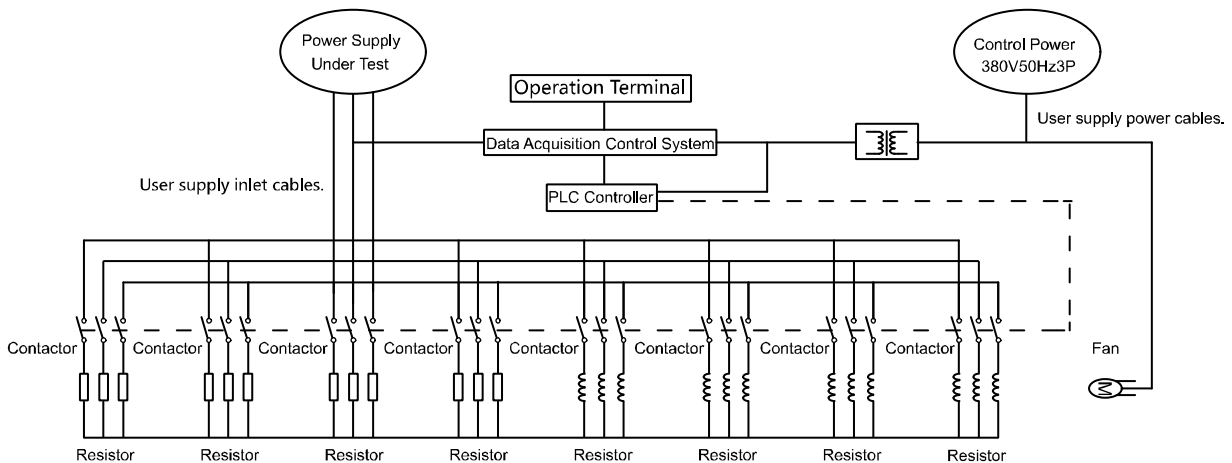 Power Supply
Under Test
Control Power
380V50Hz3P
Operation Terminal
User supply power cables.
Data Acquisition Control System
User supply inlet cables.
PLC Controller
Contactor
Contactor
Contactor
Contactor
Contactor
Contactor
Contactor
Contactor
Fan
M
Resistor
Resistor
Resistor
Resistor
Resistor
Resistor
Resistor
Resistor